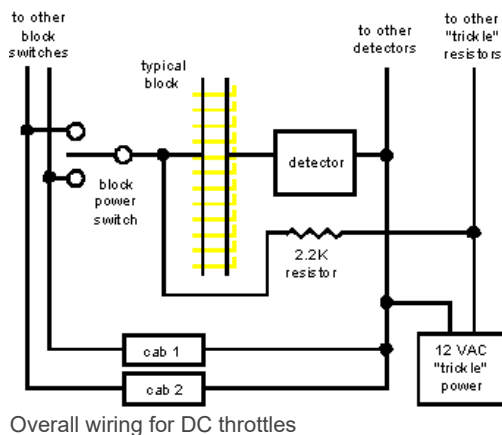 to other
block
switches
typical
block
to other
detectors
to other
"trickle"
resistors
detector
block
power
switch
2.2K
resistor
cab 1
cab 2
12 VAC
"trickle"
power
Overall wiring for DC throttles